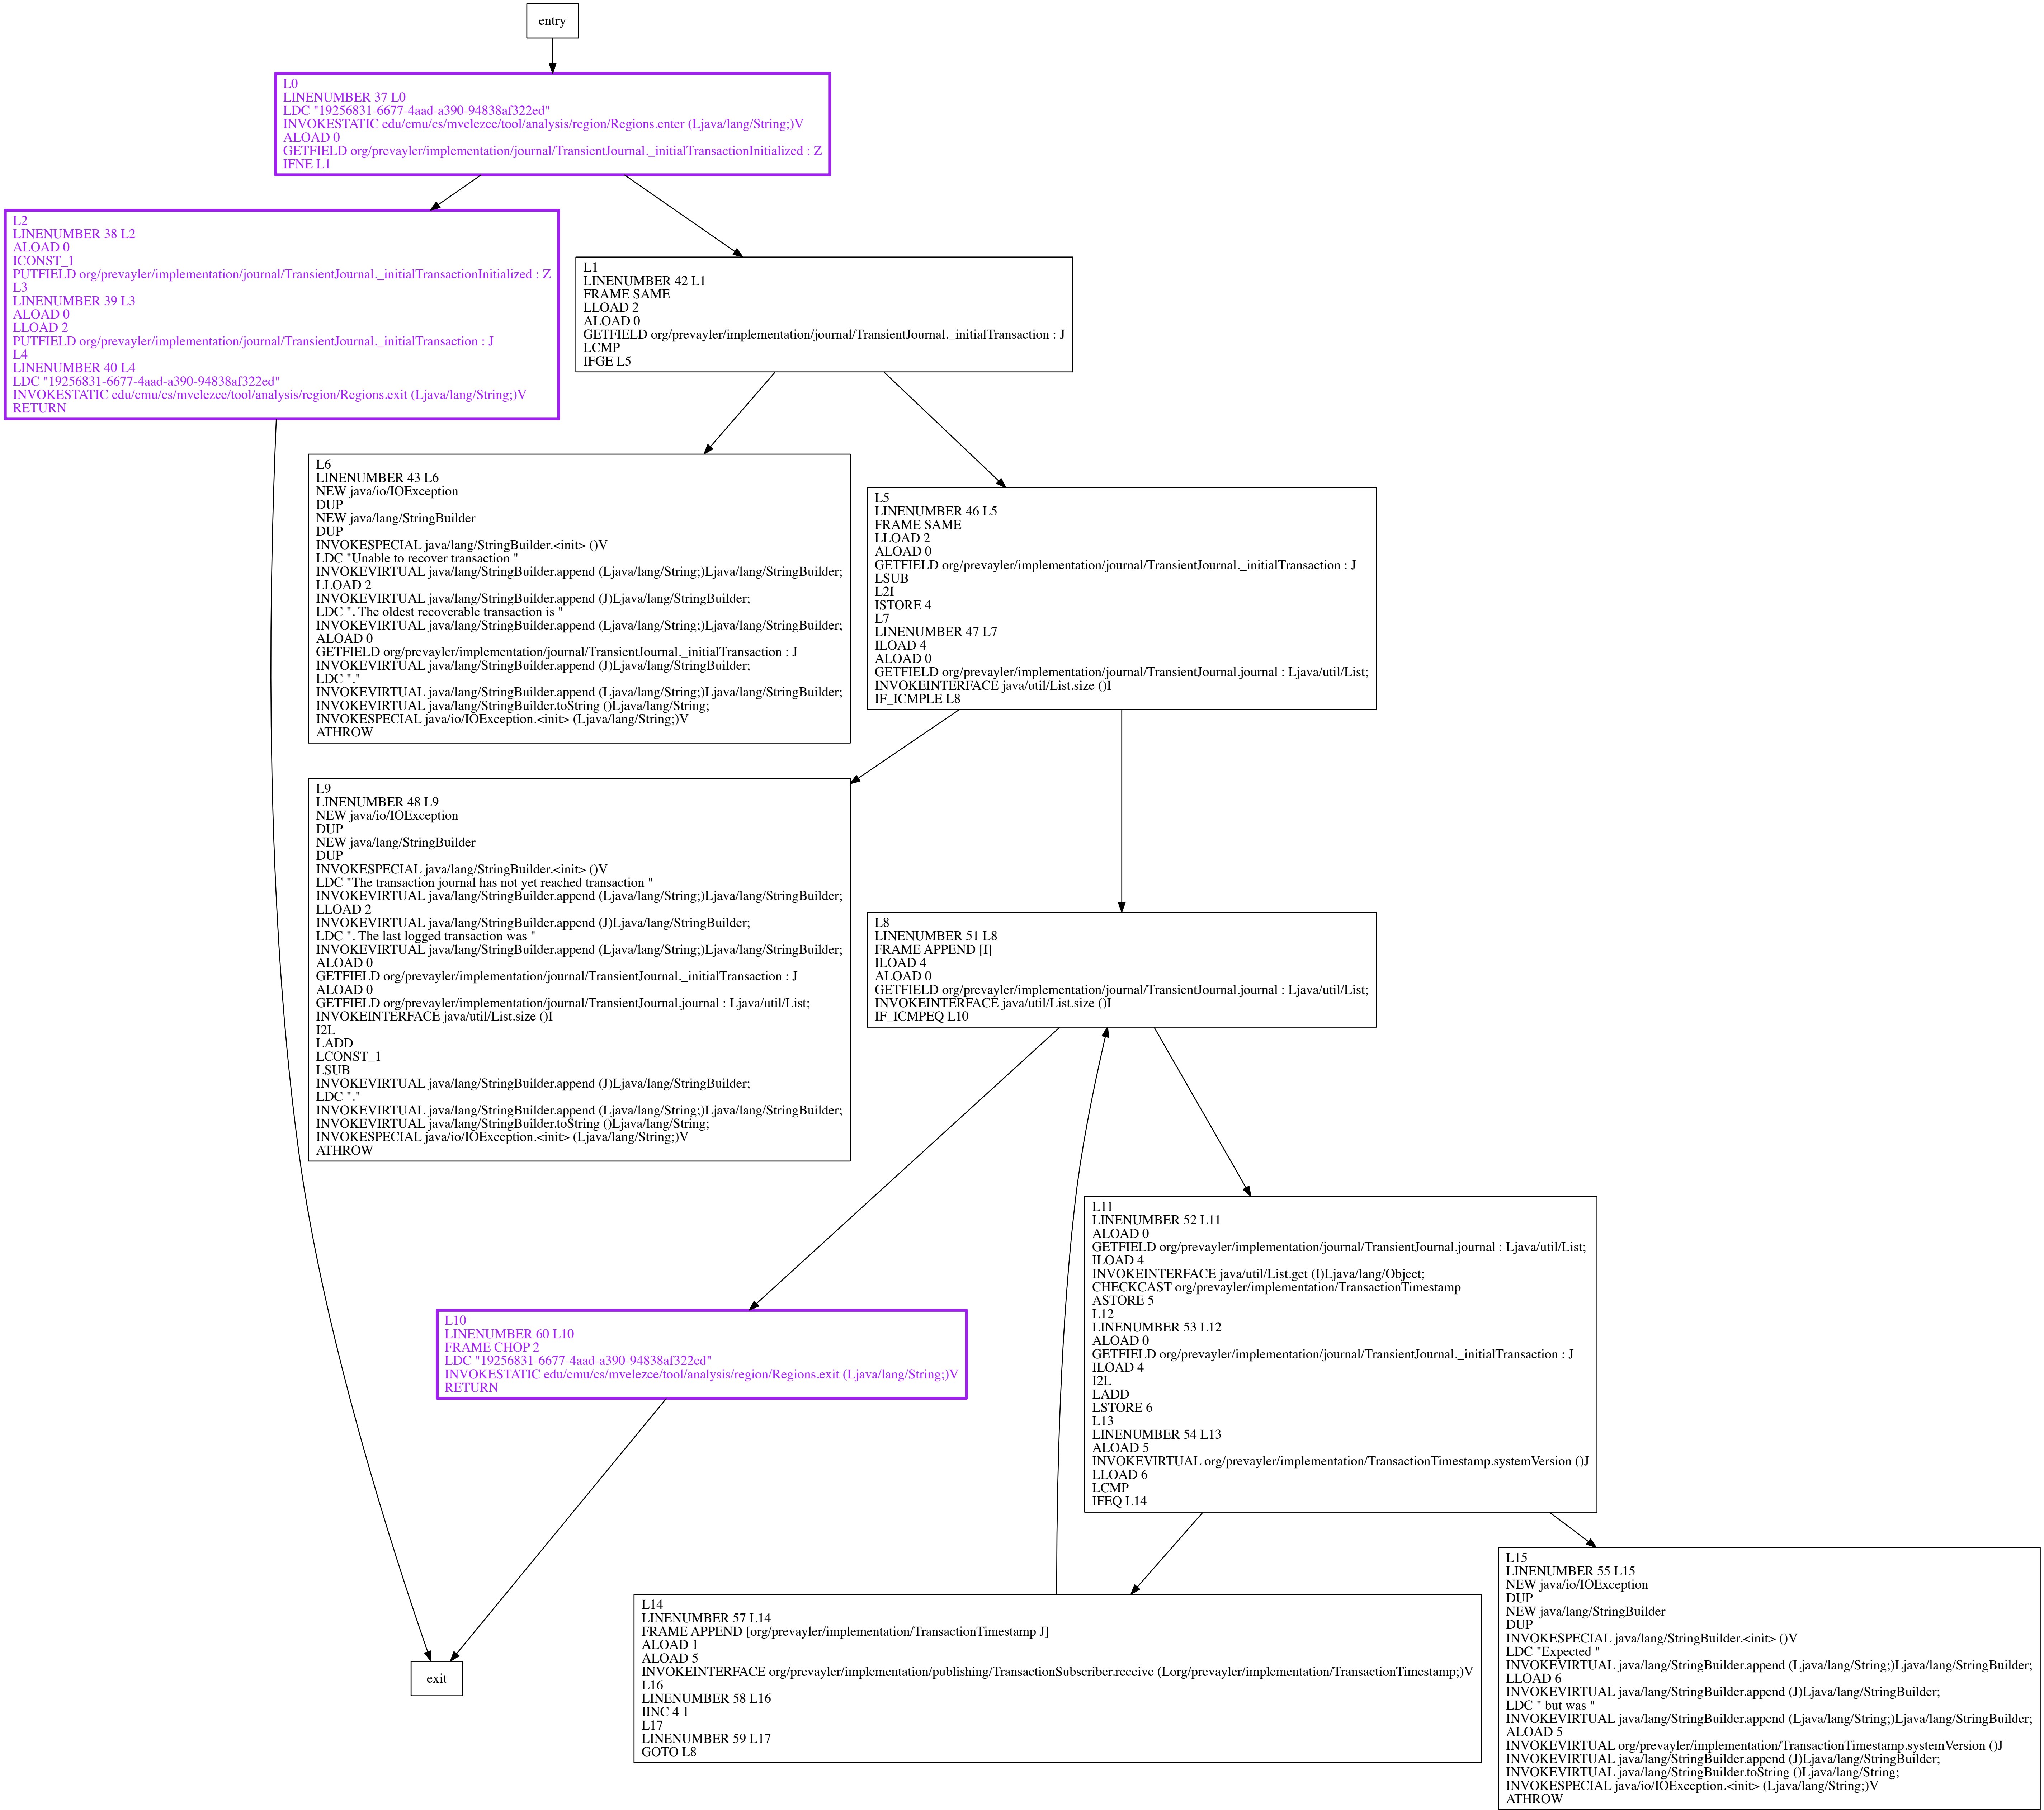 entry
L0
LINENUMBER 37 L0
LDC "19256831-6677-4aad-a390-94838af322ed"
INVOKESTATIC edu/cmu/cs/mvelezce/tool/analysis/region/Regions.enter (Ljava/lang/String;)V
ALOAD 0
GETFIELD org/prevayler/implementation/journal/TransientJournal._initialTransactionInitialized : Z
IFNE L1
L2
LINENUMBER 38 L2
ALOAD 0
ICONST_1
PUTFIELD org/prevayler/implementation/journal/TransientJournal._initialTransactionInitialized : Z
L3
LINENUMBER 39 L3
ALOAD 0
LLOAD 2
PUTFIELD org/prevayler/implementation/journal/TransientJournal._initialTransaction : J
L4
LINENUMBER 40 L4
LDC "19256831-6677-4aad-a390-94838af322ed"
INVOKESTATIC edu/cmu/cs/mvelezce/tool/analysis/region/Regions.exit (Ljava/lang/String;)V
RETURN
L1
LINENUMBER 42 L1
FRAME SAME
LLOAD 2
ALOAD 0
GETFIELD org/prevayler/implementation/journal/TransientJournal._initialTransaction : J
LCMP
IFGE L5
L6
LINENUMBER 43 L6
NEW java/io/IOException
DUP
NEW java/lang/StringBuilder
DUP
INVOKESPECIAL java/lang/StringBuilder.<init> ()V
LDC "Unable to recover transaction "
INVOKEVIRTUAL java/lang/StringBuilder.append (Ljava/lang/String;)Ljava/lang/StringBuilder;
LLOAD 2
INVOKEVIRTUAL java/lang/StringBuilder.append (J)Ljava/lang/StringBuilder;
LDC ". The oldest recoverable transaction is "
INVOKEVIRTUAL java/lang/StringBuilder.append (Ljava/lang/String;)Ljava/lang/StringBuilder;
ALOAD 0
GETFIELD org/prevayler/implementation/journal/TransientJournal._initialTransaction : J
INVOKEVIRTUAL java/lang/StringBuilder.append (J)Ljava/lang/StringBuilder;
LDC "."
INVOKEVIRTUAL java/lang/StringBuilder.append (Ljava/lang/String;)Ljava/lang/StringBuilder;
INVOKEVIRTUAL java/lang/StringBuilder.toString ()Ljava/lang/String;
INVOKESPECIAL java/io/IOException.<init> (Ljava/lang/String;)V
ATHROW
L5
LINENUMBER 46 L5
FRAME SAME
LLOAD 2
ALOAD 0
GETFIELD org/prevayler/implementation/journal/TransientJournal._initialTransaction : J
LSUB
L2I
ISTORE 4
L7
LINENUMBER 47 L7
ILOAD 4
ALOAD 0
GETFIELD org/prevayler/implementation/journal/TransientJournal.journal : Ljava/util/List;
INVOKEINTERFACE java/util/List.size ()I
IF_ICMPLE L8
L9
LINENUMBER 48 L9
NEW java/io/IOException
DUP
NEW java/lang/StringBuilder
DUP
INVOKESPECIAL java/lang/StringBuilder.<init> ()V
LDC "The transaction journal has not yet reached transaction "
INVOKEVIRTUAL java/lang/StringBuilder.append (Ljava/lang/String;)Ljava/lang/StringBuilder;
LLOAD 2
INVOKEVIRTUAL java/lang/StringBuilder.append (J)Ljava/lang/StringBuilder;
LDC ". The last logged transaction was "
INVOKEVIRTUAL java/lang/StringBuilder.append (Ljava/lang/String;)Ljava/lang/StringBuilder;
ALOAD 0
GETFIELD org/prevayler/implementation/journal/TransientJournal._initialTransaction : J
ALOAD 0
GETFIELD org/prevayler/implementation/journal/TransientJournal.journal : Ljava/util/List;
INVOKEINTERFACE java/util/List.size ()I
I2L
LADD
LCONST_1
LSUB
INVOKEVIRTUAL java/lang/StringBuilder.append (J)Ljava/lang/StringBuilder;
LDC "."
INVOKEVIRTUAL java/lang/StringBuilder.append (Ljava/lang/String;)Ljava/lang/StringBuilder;
INVOKEVIRTUAL java/lang/StringBuilder.toString ()Ljava/lang/String;
INVOKESPECIAL java/io/IOException.<init> (Ljava/lang/String;)V
ATHROW
L8
LINENUMBER 51 L8
FRAME APPEND [I]
ILOAD 4
ALOAD 0
GETFIELD org/prevayler/implementation/journal/TransientJournal.journal : Ljava/util/List;
INVOKEINTERFACE java/util/List.size ()I
IF_ICMPEQ L10
L11
LINENUMBER 52 L11
ALOAD 0
GETFIELD org/prevayler/implementation/journal/TransientJournal.journal : Ljava/util/List;
ILOAD 4
INVOKEINTERFACE java/util/List.get (I)Ljava/lang/Object;
CHECKCAST org/prevayler/implementation/TransactionTimestamp
ASTORE 5
L12
LINENUMBER 53 L12
ALOAD 0
GETFIELD org/prevayler/implementation/journal/TransientJournal._initialTransaction : J
ILOAD 4
I2L
LADD
LSTORE 6
L13
LINENUMBER 54 L13
ALOAD 5
INVOKEVIRTUAL org/prevayler/implementation/TransactionTimestamp.systemVersion ()J
LLOAD 6
LCMP
IFEQ L14
L10
LINENUMBER 60 L10
FRAME CHOP 2
LDC "19256831-6677-4aad-a390-94838af322ed"
INVOKESTATIC edu/cmu/cs/mvelezce/tool/analysis/region/Regions.exit (Ljava/lang/String;)V
RETURN
L15
LINENUMBER 55 L15
NEW java/io/IOException
DUP
NEW java/lang/StringBuilder
DUP
INVOKESPECIAL java/lang/StringBuilder.<init> ()V
LDC "Expected "
INVOKEVIRTUAL java/lang/StringBuilder.append (Ljava/lang/String;)Ljava/lang/StringBuilder;
LLOAD 6
INVOKEVIRTUAL java/lang/StringBuilder.append (J)Ljava/lang/StringBuilder;
LDC " but was "
INVOKEVIRTUAL java/lang/StringBuilder.append (Ljava/lang/String;)Ljava/lang/StringBuilder;
ALOAD 5
INVOKEVIRTUAL org/prevayler/implementation/TransactionTimestamp.systemVersion ()J
INVOKEVIRTUAL java/lang/StringBuilder.append (J)Ljava/lang/StringBuilder;
INVOKEVIRTUAL java/lang/StringBuilder.toString ()Ljava/lang/String;
INVOKESPECIAL java/io/IOException.<init> (Ljava/lang/String;)V
ATHROW
L14
LINENUMBER 57 L14
FRAME APPEND [org/prevayler/implementation/TransactionTimestamp J]
ALOAD 1
ALOAD 5
INVOKEINTERFACE org/prevayler/implementation/publishing/TransactionSubscriber.receive (Lorg/prevayler/implementation/TransactionTimestamp;)V
L16
LINENUMBER 58 L16
IINC 4 1
L17
LINENUMBER 59 L17
GOTO L8
exit